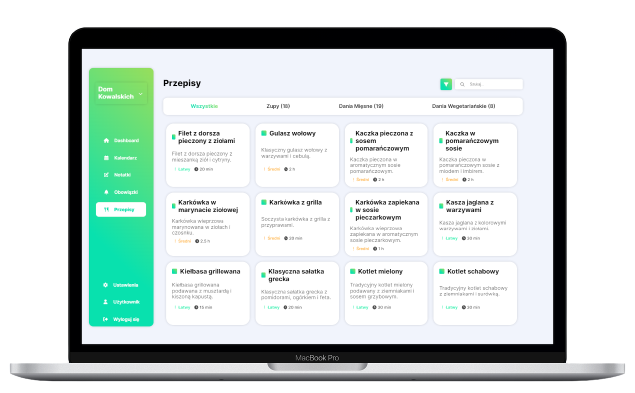 Dom
Kowalskich
Dashboard
Kalendarz
Notatki
Obowiązki
Przepisy
Ustawienia
Użytkownik
Wyloguj się
Przepisy
Szukaj
Wszystkie
Zupy (18)
Dania Mięsne (19)
Dania Wegetariańskie (8)
Filet z dorsza
pieczony z ziołami
Filet z dorsza pieczony z
mieszanką ziół i cytryny.
Łatwy 20 min
Gulasz wołowy
Klasyczny gulasz wołowy z
warzywami i cebulą.
Średni 2 h
Kaczka pieczona z
sosem
pomarańczowym
Kaczka pieczona w
aromatycznym sosie
pomarańczowym.
Średni 2 h
Kaczka w
pomarańczowym
sosie
Kaczka pieczona w
pomarańczowym sosie z
miodem i imbirem.
Średni 2 h
Karkówka w
marynacie ziołowej
Karkówka wieprzowa
marynowana w ziołach i
czosnku.
Średni 2.5 h
Karkówka z grilla
Soczysta karkówka z grilla z
przyprawami.
Średni 30 min
Karkówka zapiekana
w sosie
pieczarkowym
Karkówka wieprzowa
zapiekana w aromatycznym
sosie pieczarkowym.
Średni 1 h
Kasza jaglana z
warzywami
Kasza jaglana z kolorowymi
warzywami i ziołami.
Łatwy 30 min
Kiełbasa grillowana
Kiełbasa grillowana
podawana z musztardą i
kiszoną kapustą.
Łatwy 15 min
Klasyczna sałatka
grecka
Klasyczna sałatka grecka z
pomidorami, ogórkiem i feta.
Łatwy 20 min
Kotlet mielony
Tradycyjny kotlet mielony
podawany z ziemniakami i
sosem grzybowym.
Łatwy 30 min
Kotlet schabowy
Tradycyjny kotlet schabowy
z ziemniakami i surówką.
Łatwy 30 min
MacBook Pro